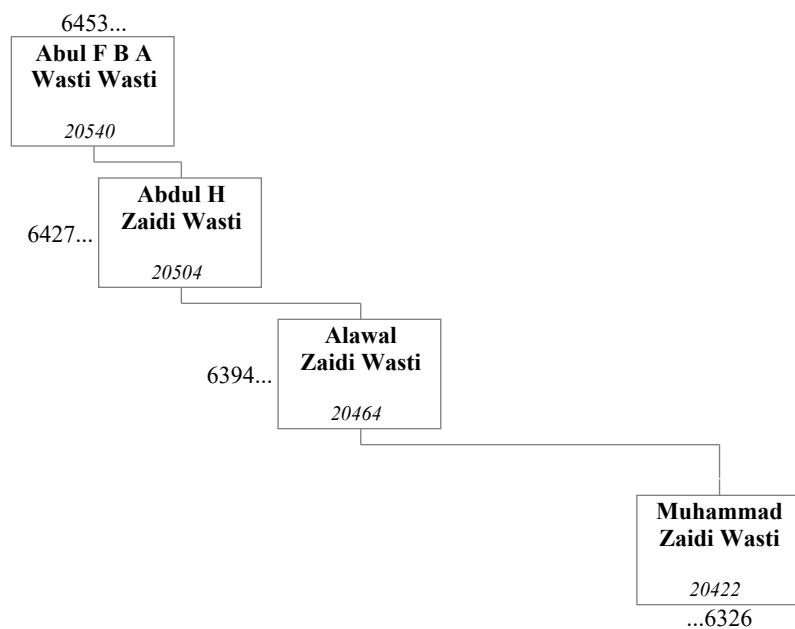 6453...
Abul F B A
Wasti Wasti
20540
Abdul H
Zaidi Wasti
6427...
20504
Alawal
Zaidi Wasti
6394...
20464
Muhammad
Zaidi Wasti
20422
...6326